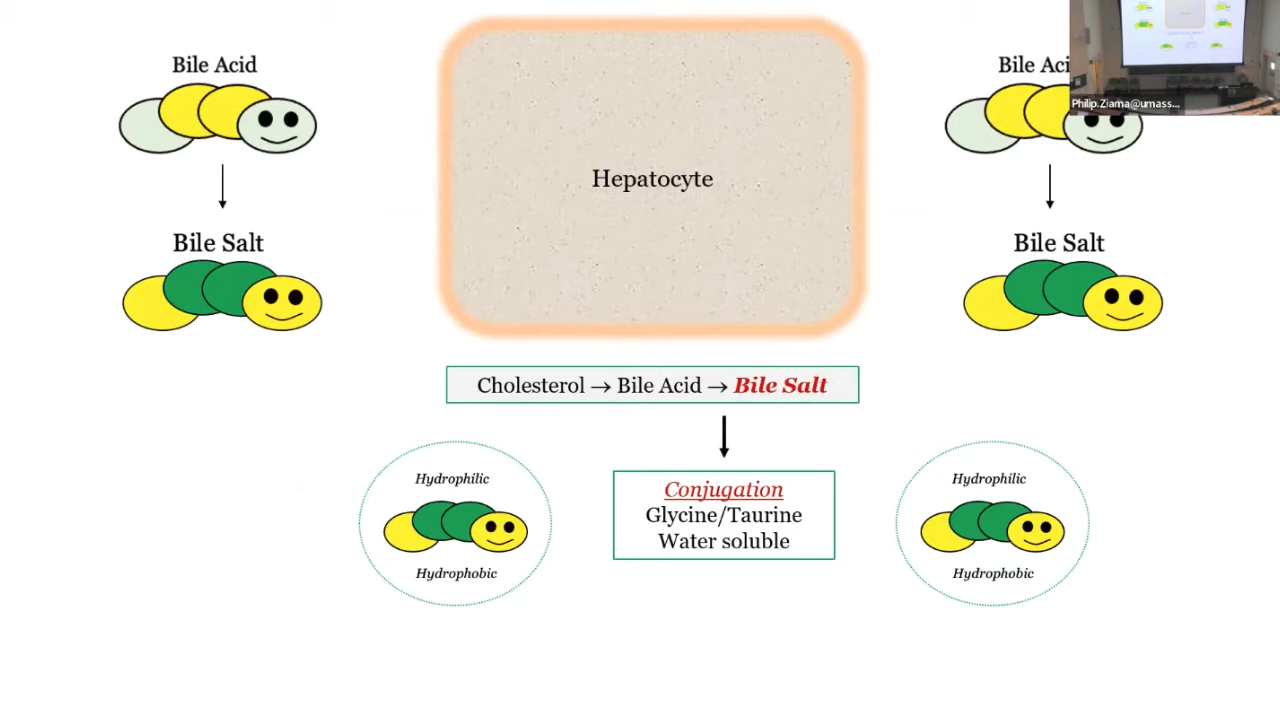 Bile Acid
Bile Salt
Hepatocyte
Bile Aci
Philip.Ziama@umass...
Bile Salt
Cholesterol → Bile Acid → Bile Salt
Hydrophilic
Hydrophobic
Conjugation
Glycine/Taurine
Water soluble
Hydrophilic
Hydrophobic